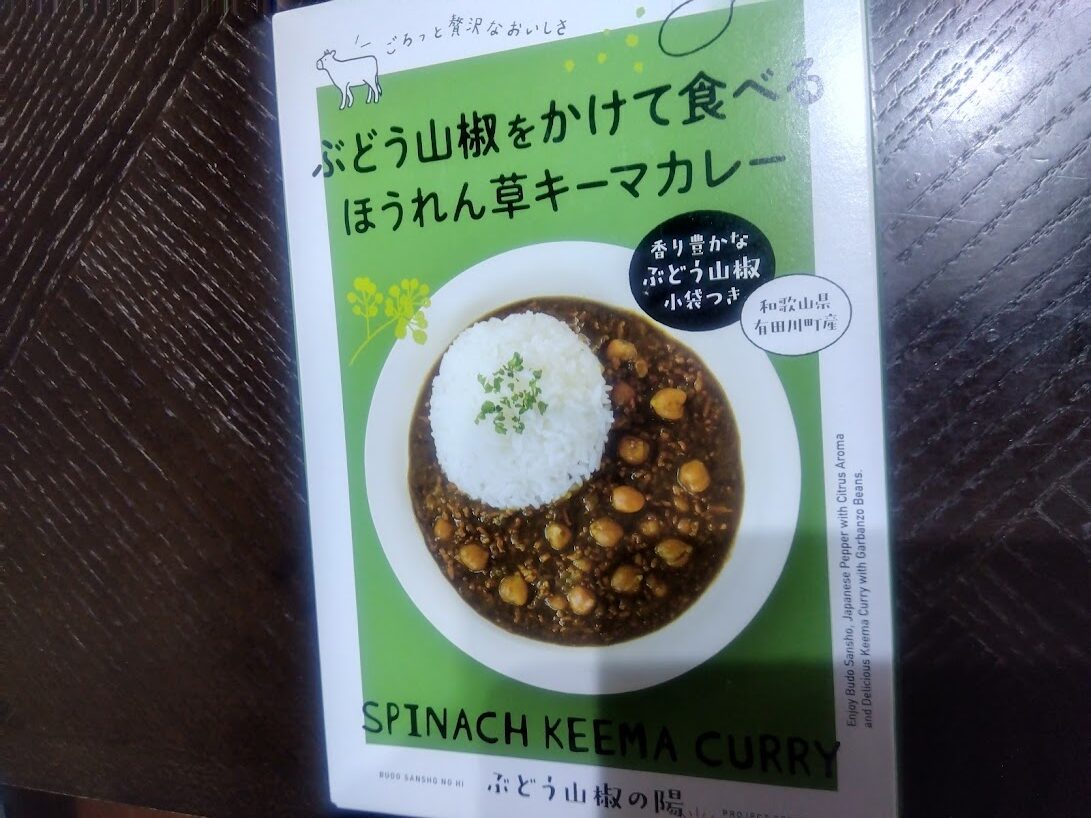 ごろっと贅沢なおいしさ
ぶどう山椒をかけて食べる
ほうれん草キーマカレー
香り豊かな
ぶどう山椒
小袋つき
和歌山県
有田川町産
Enjoy Budo Sansho, Japanese Pepper with Citrus Aroma
and Delicious Keema Curry with Garbanzo Beans.
SPINACH KEEMA CURRY
BUDO SANSHO NO HI
ぶどう山椒の陽